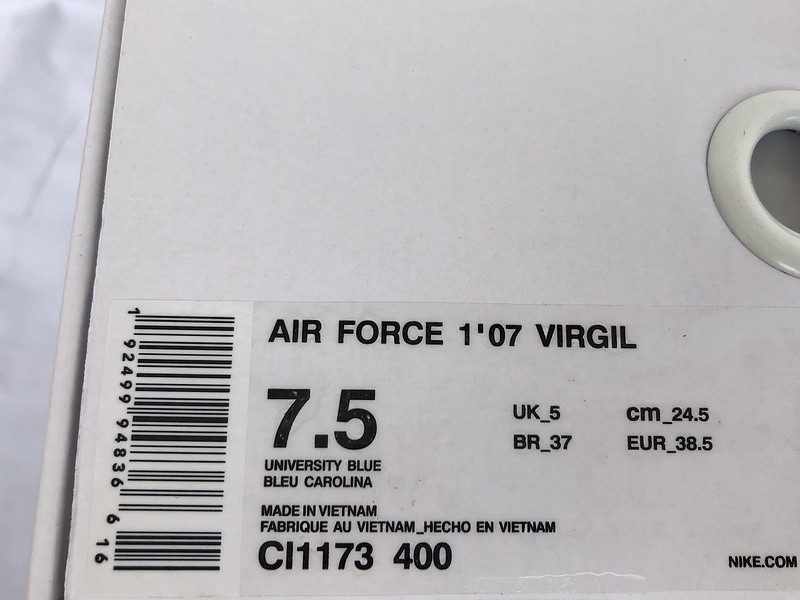 AIR FORCE 1'07 VIRGIL
7.5
UK_5 cm_24.5
BR_37 EUR_38.5
UNIVERSITY BLUE
BLEU CAROLINA
MADE IN VIETNAM
FABRIQUE AU VIETNAM_HECHO EN VIETNAM
CI1173 400
NIKE.COM
1 92499 94836 6 16